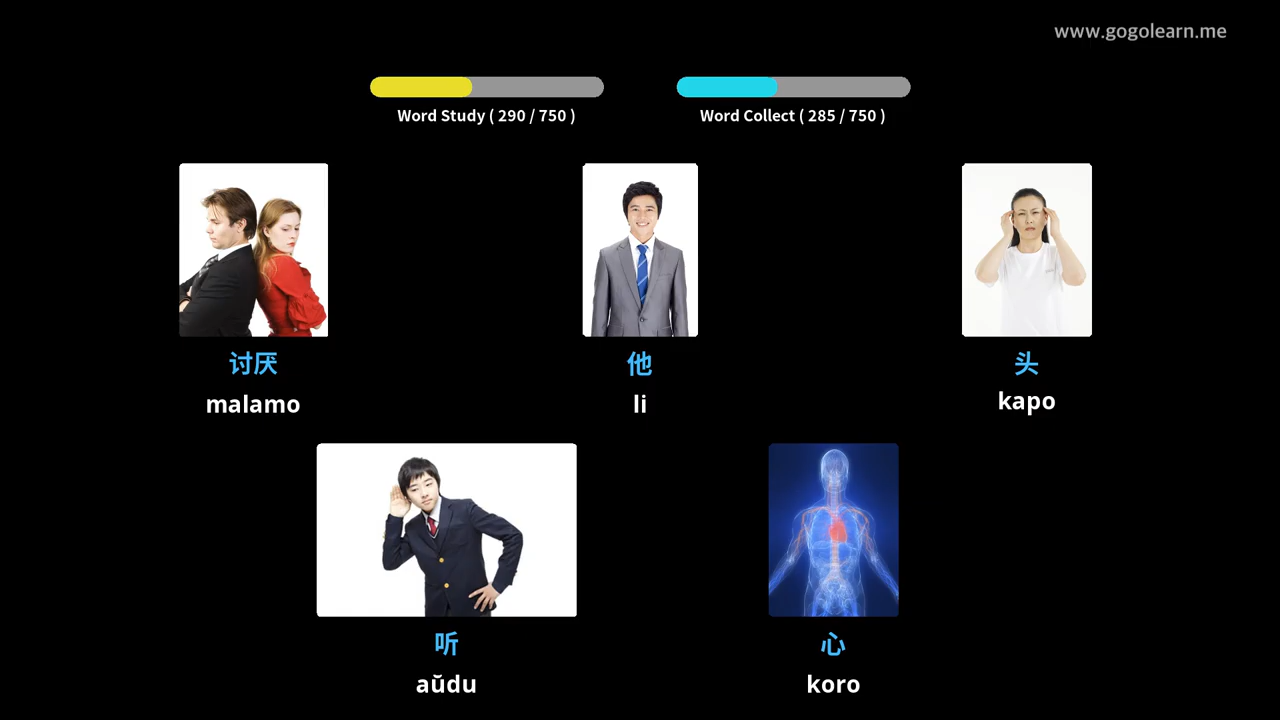 www.gogolearn.me
Word Study ( 290 / 750 )
Word Collect ( 285 / 750 )
讨厌
malamo
他
li
头
kapo
听
aŭdu
心
koro